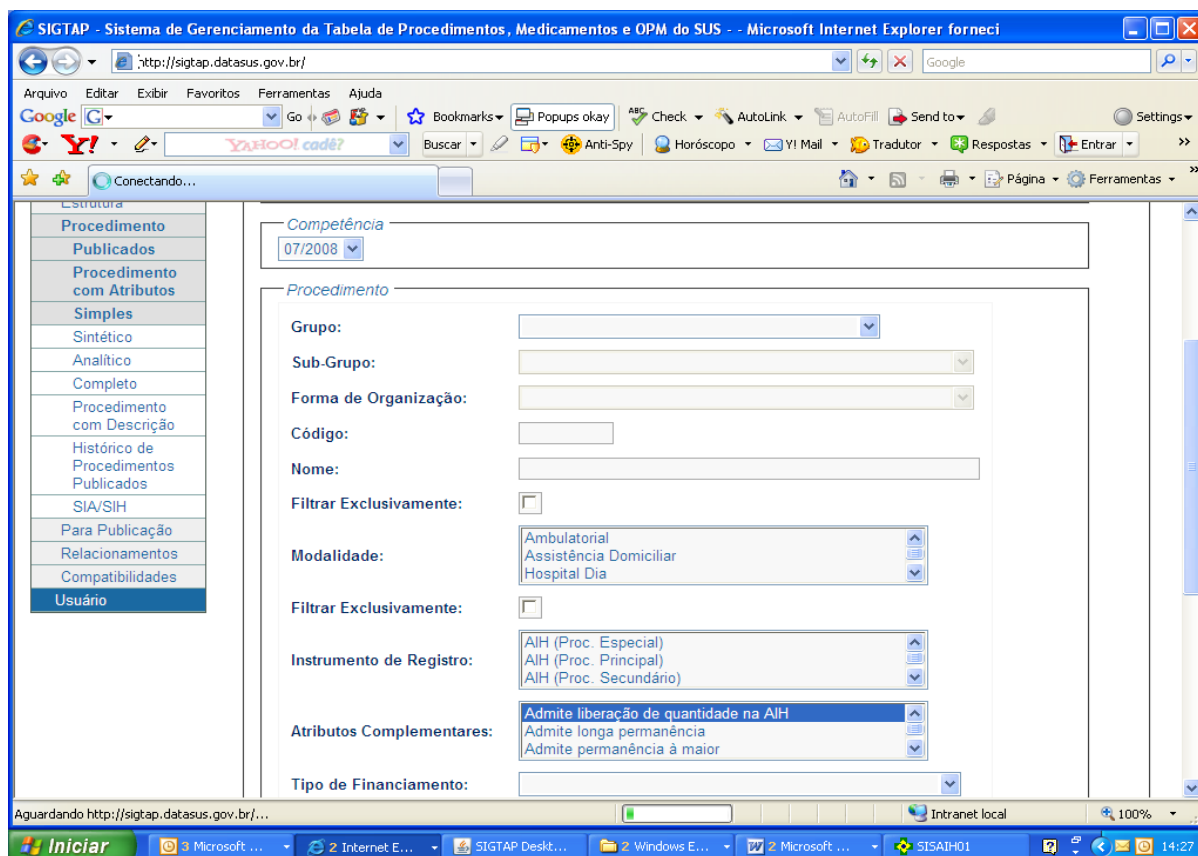 SIGTAP - Sistema de Gerenciamento da Tabela de Procedimentos, Medicamentos e OPM do SUS - - Microsoft Internet Explorer forneci
http://sigtap.datasus.gov.br/
Google
Arquivo Editar Exibir Favoritos Ferramentas Ajuda
Google G Go Bookmarks Popups okay ABC Check AutoLink AutoFill Send to Settings
Y! YAHOO! cadê? Buscar Anti-Spy Horóscopo Y! Mail Tradutor Respostas Entrar >>
Conectando... Página Ferramentas >>
Estrutura
Procedimento
Publicados
Procedimento
com Atributos
Simples
Sintético
Analítico
Completo
Procedimento
com Descrição
Histórico de
Procedimentos
Publicados
SIA/SIH
Para Publicação
Relacionamentos
Compatibilidades
Usuário
Competência
07/2008
Procedimento
Grupo:
Sub-Grupo:
Forma de Organização:
Código:
Nome:
Filtrar Exclusivamente:
Modalidade:
Ambulatorial
Assistência Domiciliar
Hospital Dia
Filtrar Exclusivamente:
Instrumento de Registro:
AIH (Proc. Especial)
AIH (Proc. Principal)
AIH (Proc. Secundário)
Atributos Complementares:
Admite liberação de quantidade na AIH
Admite longa permanência
Admite permanência à maior
Tipo de Financiamento:
Aguardando http://sigtap.datasus.gov.br/... Intranet local 100%
Iniciar 3 Microsoft ... 2 Internet E... SIGTAP Deskt... 2 Windows E... 2 Microsoft ... SISAIH01 14:27